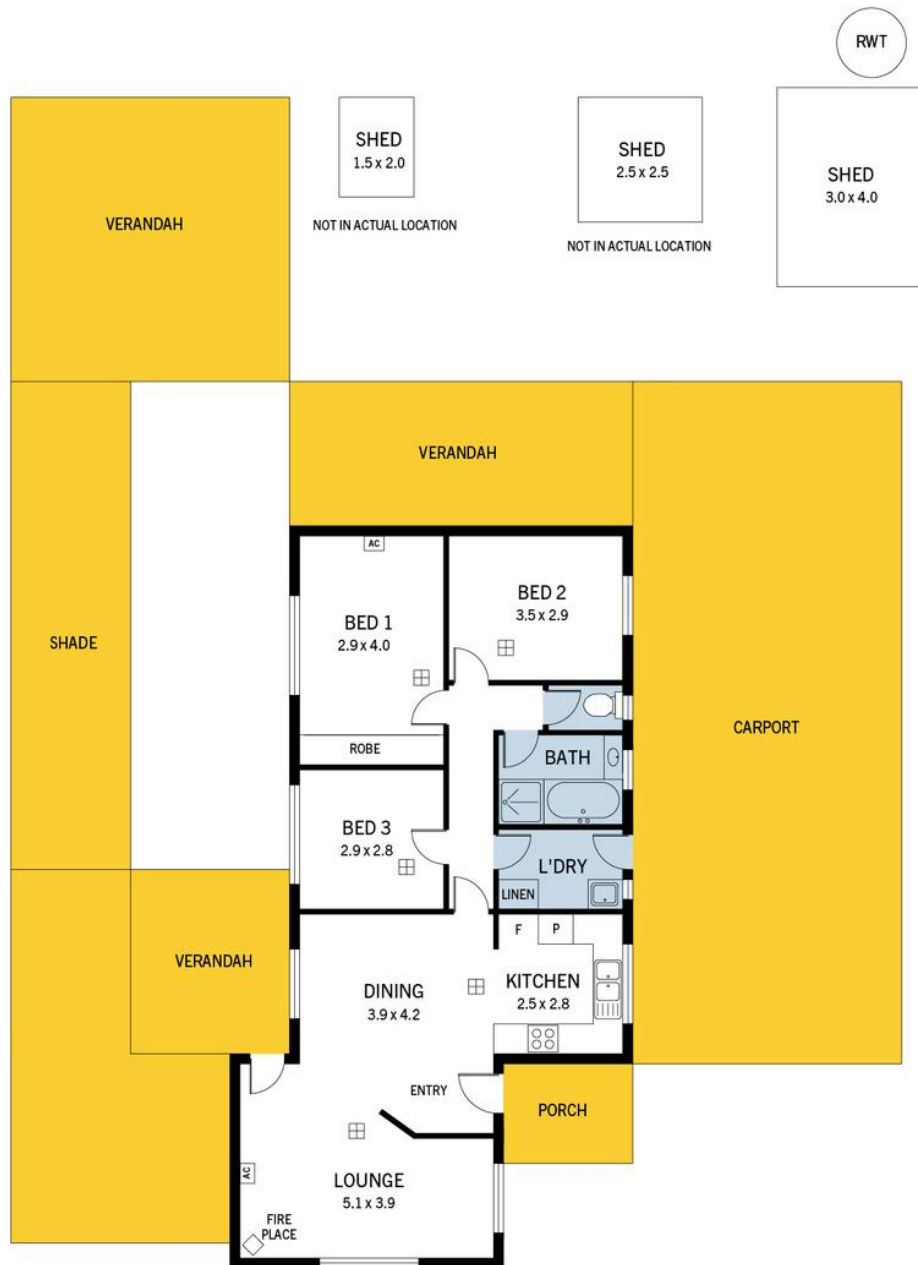 RWT
SHED
1.5 x 2.0
NOT IN ACTUAL LOCATION
SHED
2.5 x 2.5
NOT IN ACTUAL LOCATION
SHED
3.0 x 4.0
VERANDAH
VERANDAH
SHADE
CARPORT
AC
BED 1
2.9 x 4.0
ROBE
BED 2
3.5 x 2.9
BATH
BED 3
2.9 x 2.8
L'DRY
LINEN
VERANDAH
DINING
3.9 x 4.2
F
P
KITCHEN
2.5 x 2.8
ENTRY
PORCH
AC
LOUNGE
5.1 x 3.9
FIRE
PLACE